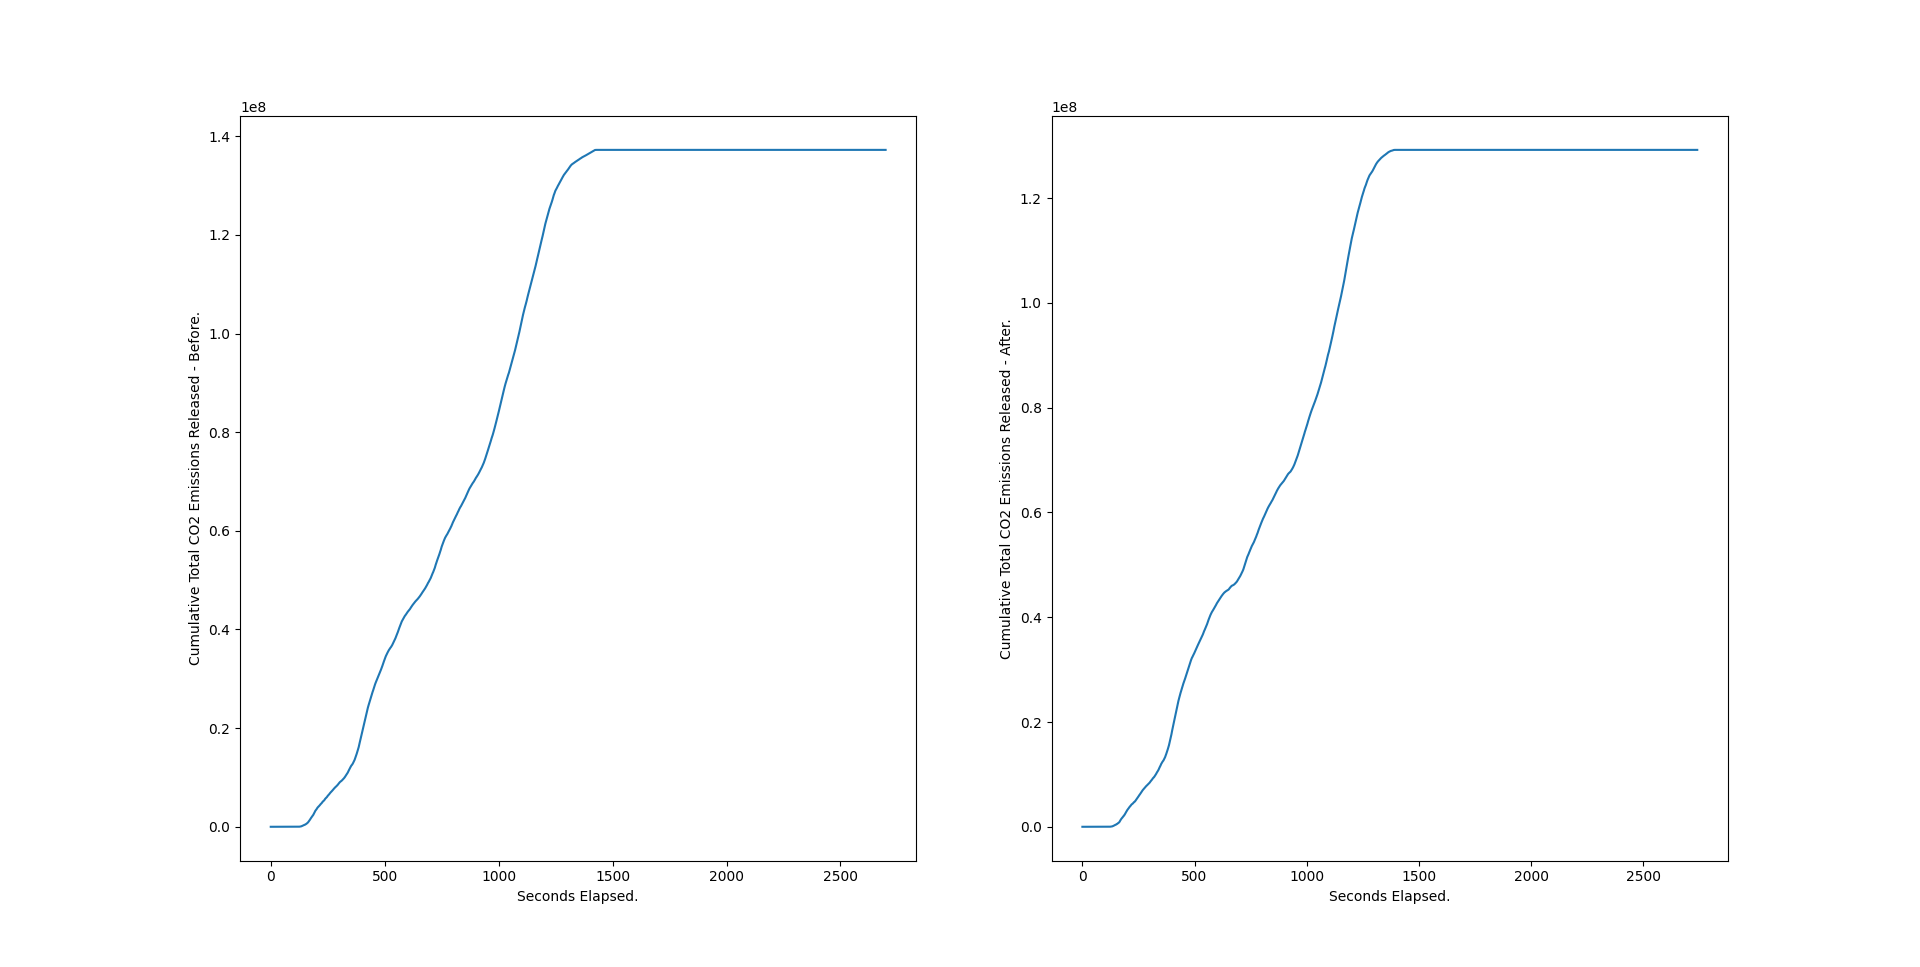 1e8
1.4
1.2
1.0
0.8
0.6
0.4
0.2
0.0
Cumulative Total CO2 Emissions Released - Before.
0 500 1000 1500 2000 2500
Seconds Elapsed.
1e8
1.2
1.0
0.8
0.6
0.4
0.2
0.0
Cumulative Total CO2 Emissions Released - After.
0 500 1000 1500 2000 2500
Seconds Elapsed.